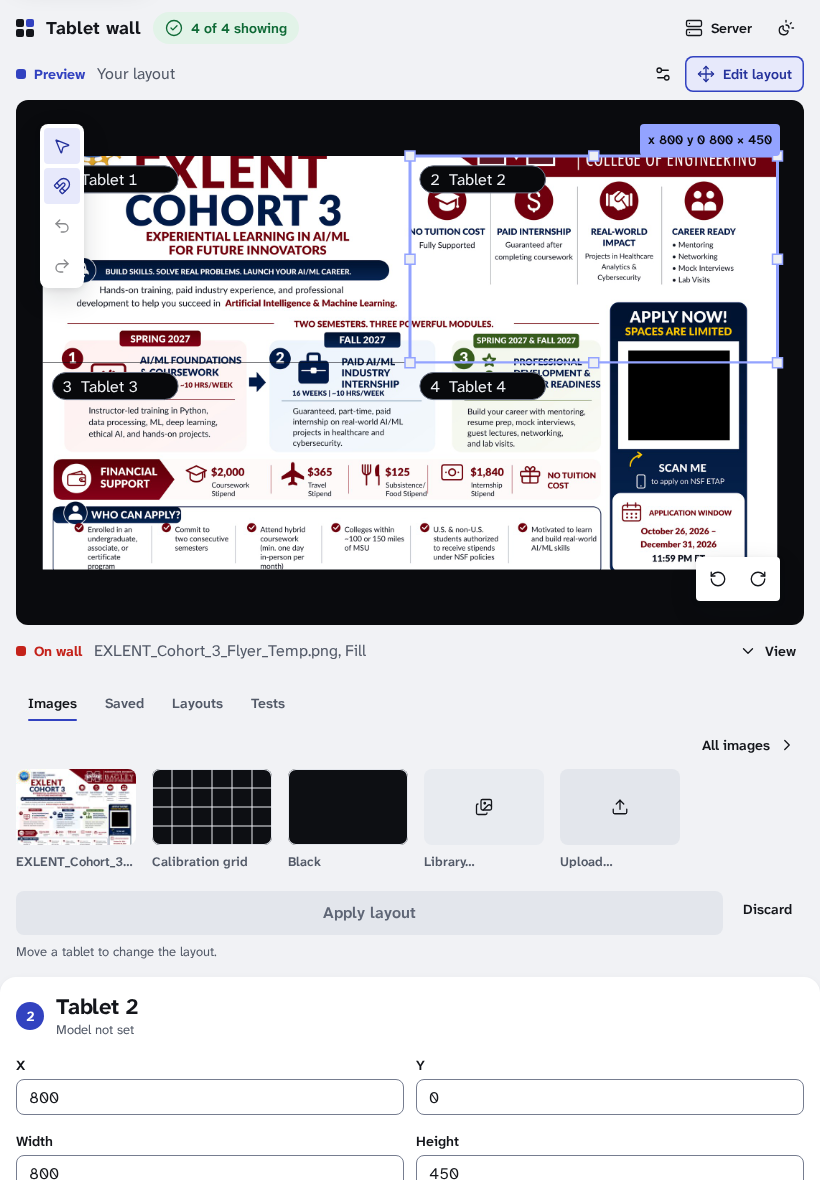 Tablet wall
4 of 4 showing
Server
Preview Your layout
Edit layout
x 800 y 0 800 × 450
EXLENT
COHORT 3
EXPERIENTIAL LEARNING IN AI/ML
FOR FUTURE INNOVATORS
BUILD SKILLS. SOLVE REAL PROBLEMS. LAUNCH YOUR AI/ML CAREER.
Hands-on training, paid industry experience, and professional
development to help you succeed in Artificial Intelligence & Machine Learning.
Tablet 1
2 Tablet 2
COLLEGE OF ENGINEERING
NO TUITION COST
Fully Supported
PAID INTERNSHIP
Guaranteed after
completing coursework
REAL-WORLD
IMPACT
Projects in Healthcare
Analytics &
Cybersecurity
CAREER READY
• Mentoring
• Networking
• Mock Interviews
• Lab Visits
TWO SEMESTERS. THREE POWERFUL MODULES.
SPRING 2027
1
AI/ML FOUNDATIONS
& COURSEWORK
~10 HRS/WEEK
3 Tablet 3
Instructor-led training in Python,
data processing, ML, deep learning,
ethical AI, and hands-on projects.
FALL 2027
2
PAID AI/ML
INDUSTRY
INTERNSHIP
16 WEEKS | ~10 HRS/WEEK
Guaranteed, part-time, paid
internship on real-world AI/ML
projects in healthcare and
cybersecurity.
SPRING 2027 & FALL 2027
3
PROFESSIONAL
DEVELOPMENT &
READINESS
4 Tablet 4
Build your career with mentoring,
resume prep, mock interviews,
guest lectures, networking,
and lab visits.
APPLY NOW!
SPACES ARE LIMITED
SCAN ME
to apply on NSF ETAP
APPLICATION WINDOW
October 26, 2026 –
December 31, 2026
11:59 PM ET
FINANCIAL
SUPPORT
$2,000
Coursework
Stipend
$365
Travel
Stipend
$125
Subsistence/
Food Stipend
$1,840
Internship
Stipend
NO TUITION
COST
WHO CAN APPLY?
Enrolled in an
undergraduate,
associate, or
certificate
program
Commit to
two consecutive
semesters
Attend hybrid
coursework
(min. one day
in-person per
month)
Colleges within
~100 or 150 miles
of MSU
U.S. & non-U.S.
students authorized
to receive stipends
under NSF policies
Motivated to learn
and build real-world
AI/ML skills
On wall EXLENT_Cohort_3_Flyer_Temp.png, Fill
View
Images Saved Layouts Tests
All images
EXLENT_Cohort_3...
Calibration grid
Black
Library...
Upload...
Apply layout
Discard
Move a tablet to change the layout.
2
Tablet 2
Model not set
X
800
Y
0
Width
800
Height
450